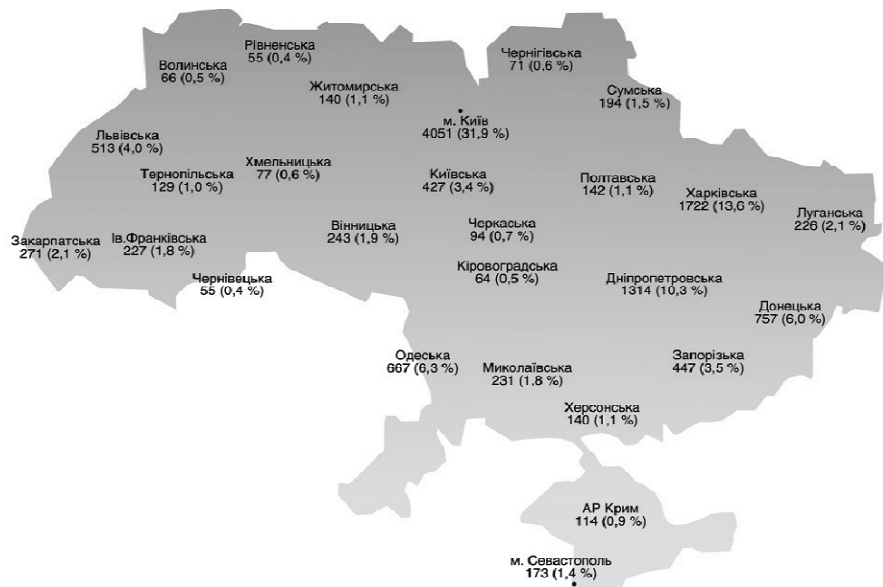 Рівненська
55 (0,4 %)
Чернігівська
71 (0,6 %)
Волинська
66 (0,5 %)
Житомирська
140 (1,1 %)
Сумська
194 (1,5 %)
м. Київ
4051 (31,9 %)
Львівська
513 (4,0 %)
Хмельницька
77 (0,6 %)
Тернопільська
129 (1,0 %)
Київська
427 (3,4 %)
Полтавська
142 (1,1 %)
Харківська
1722 (13,6 %)
Луганська
226 (2,1 %)
Закарпатська
271 (2,1 %)
Ів.Франківська
227 (1,8 %)
Вінницька
243 (1,9 %)
Черкаська
94 (0,7 %)
Чернівецька
55 (0,4 %)
Кіровоградська
64 (0,5 %)
Дніпропетровська
1314 (10,3 %)
Донецька
757 (6,0 %)
Одеська
667 (6,3 %)
Миколаївська
231 (1,8 %)
Запорізька
447 (3,5 %)
Херсонська
140 (1,1 %)
АР Крим
114 (0,9 %)
м. Севастополь
173 (1,4 %)